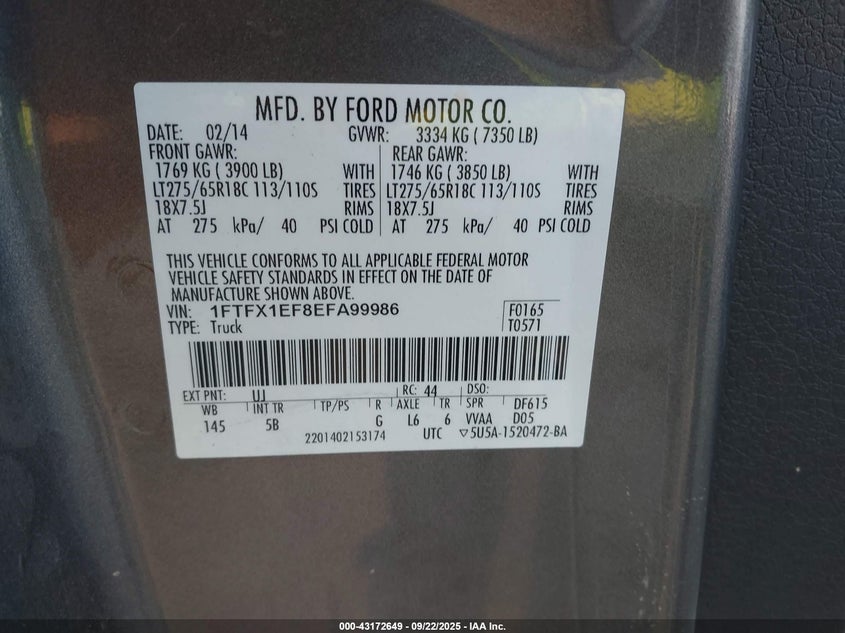 MFD. BY FORD MOTOR CO.
DATE: 02/14 GVWR: 3334 KG ( 7350 LB)
FRONT GAWR: REAR GAWR:
1769 KG ( 3900 LB) WITH 1746 KG ( 3850 LB) WITH
LT275/65R18C 113/110S TIRES LT275/65R18C 113/110S TIRES
18X7.5J RIMS 18X7.5J RIMS
AT 275 kPa/ 40 PSI COLD AT 275 kPa/ 40 PSI COLD
THIS VEHICLE CONFORMS TO ALL APPLICABLE FEDERAL MOTOR
VEHICLE SAFETY STANDARDS IN EFFECT ON THE DATE OF
MANUFACTURE SHOWN ABOVE.
VIN: 1FTFX1EF8EFA99986 F0165
TYPE: Truck T0571
EXT PNT: UJ RC: 44 DSO:
WB INT TR TP/PS R AXLE TR SPR DF615
145 5B G L6 6 VVAA D05
2201402153174 UTC ▽5U5A-1520472-BA
000-43172649 - 09/22/2025 - IAA Inc.